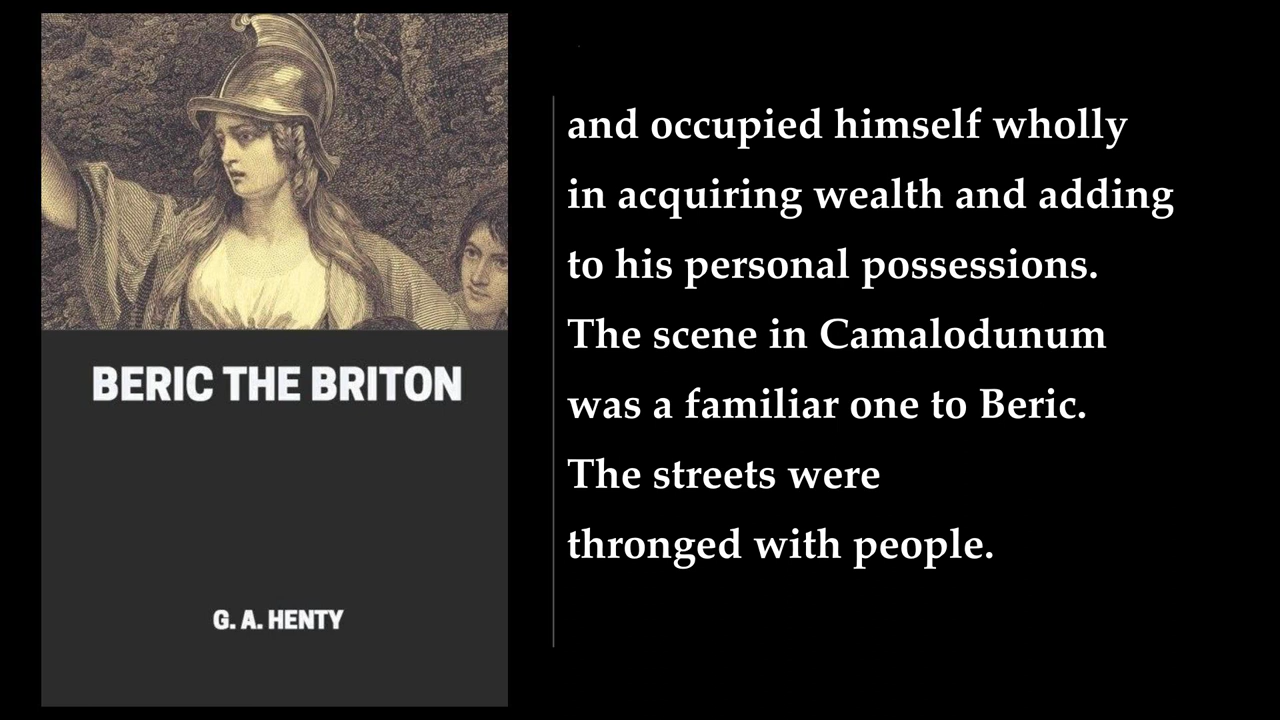 BERIC THE BRITON
G. A. HENTY
and occupied himself wholly
in acquiring wealth and adding
to his personal possessions.
The scene in Camalodunum
was a familiar one to Beric.
The streets were
thronged with people.